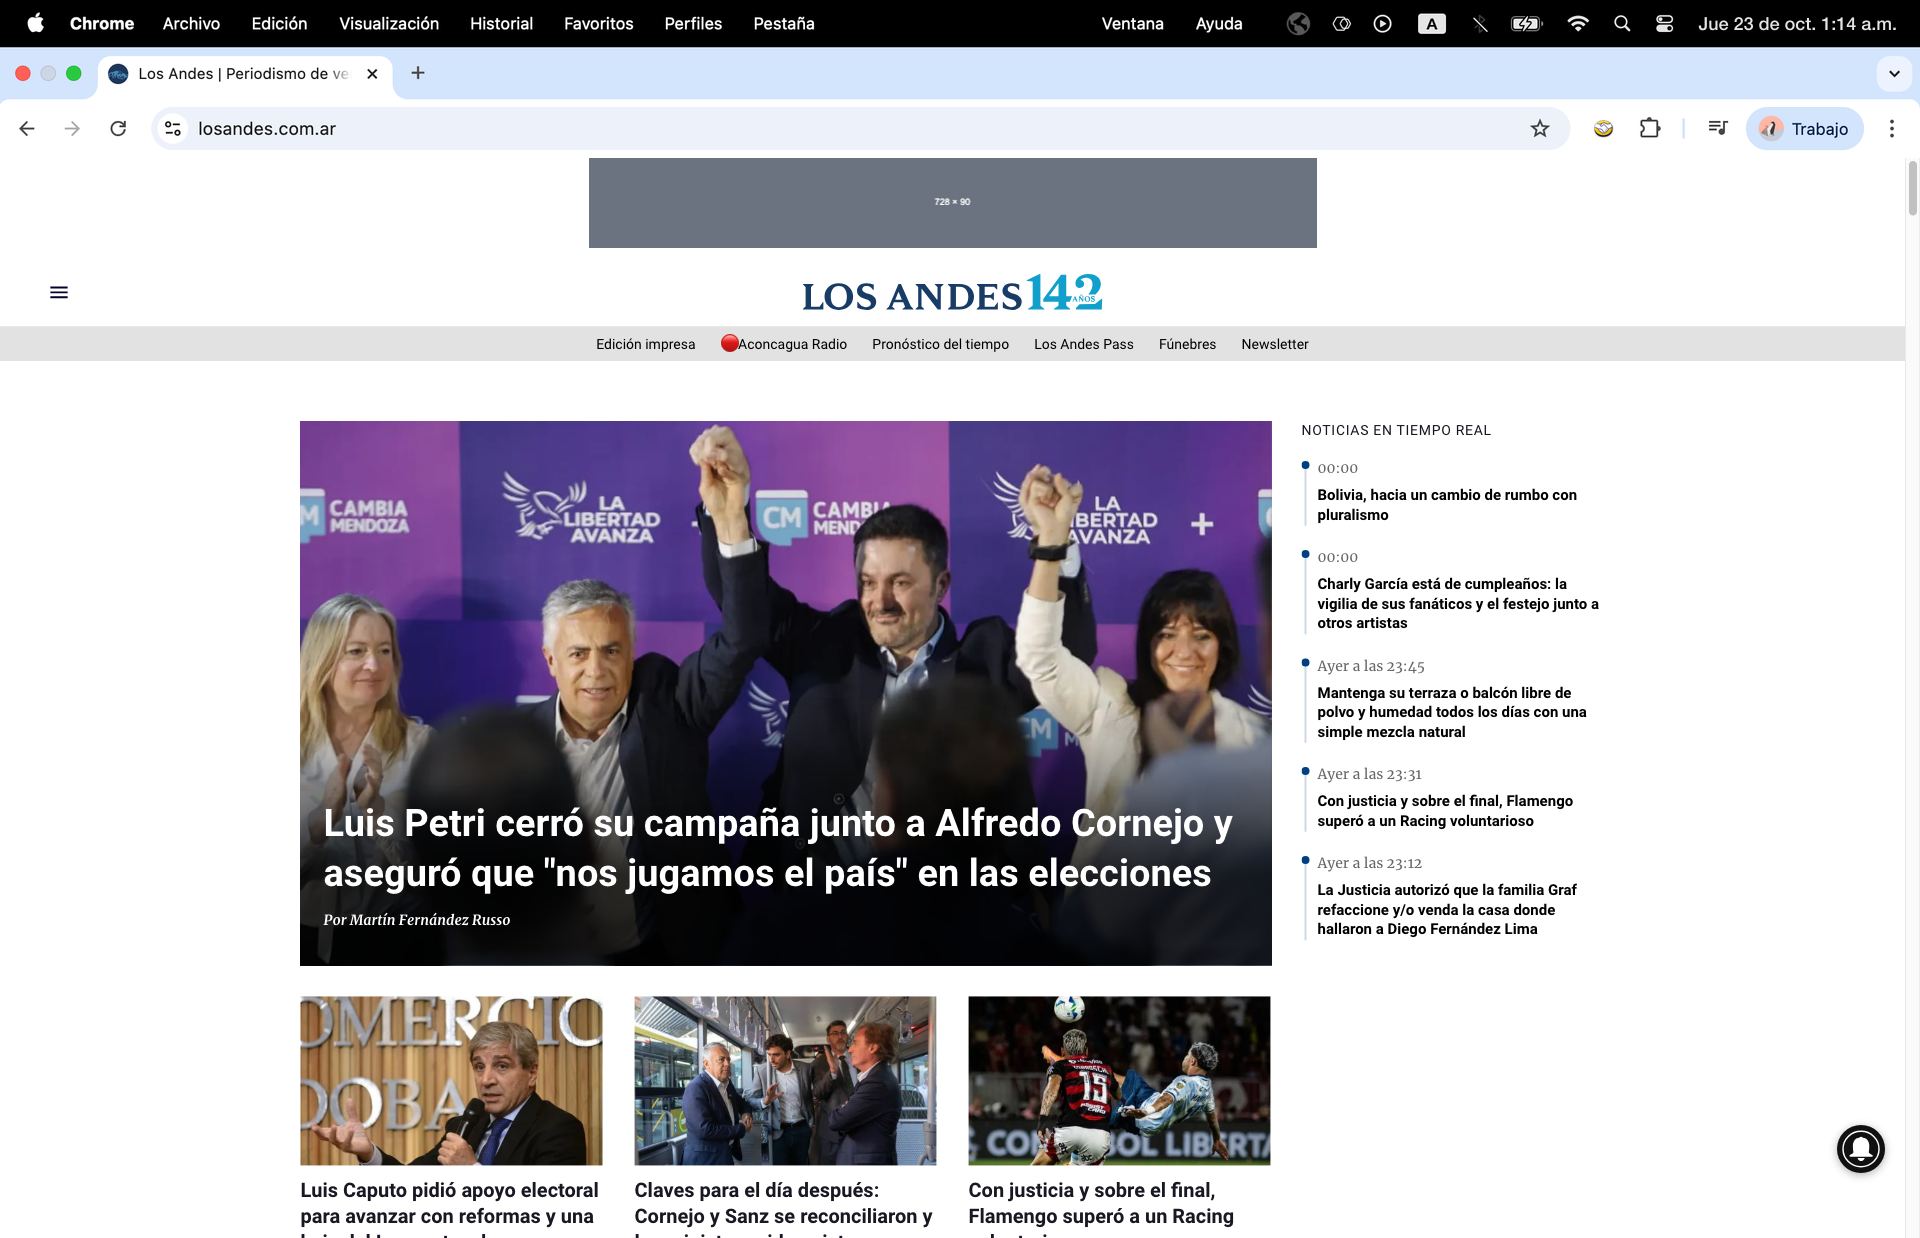 Chrome Archivo Edición Visualización Historial Favoritos Perfiles Pestaña Ventana Ayuda A Jue 23 de oct. 1:14 a.m.
Los Andes | Periodismo de ve
losandes.com.ar
Trabajo
728 × 90
LOS ANDES 142 AÑOS
Edición impresa Aconcagua Radio Pronóstico del tiempo Los Andes Pass Fúnebres Newsletter
CM CAMBIA MENDOZA
LA LIBERTAD AVANZA
+
CM CAMBIA
LA LIBERTAD AVANZA +
CM
Luis Petri cerró su campaña junto a Alfredo Cornejo y
aseguró que "nos jugamos el país" en las elecciones
Por Martín Fernández Russo
NOTICIAS EN TIEMPO REAL
00:00
Bolivia, hacia un cambio de rumbo con
pluralismo
00:00
Charly García está de cumpleaños: la
vigilia de sus fanáticos y el festejo junto a
otros artistas
Ayer a las 23:45
Mantenga su terraza o balcón libre de
polvo y humedad todos los días con una
simple mezcla natural
Ayer a las 23:31
Con justicia y sobre el final, Flamengo
superó a un Racing voluntarioso
Ayer a las 23:12
La Justicia autorizó que la familia Graf
refaccione y/o venda la casa donde
hallaron a Diego Fernández Lima
OMERCIO
DOBA
Luis Caputo pidió apoyo electoral
para avanzar con reformas y una
Claves para el día después:
Cornejo y Sanz se reconciliaron y
15
Con justicia y sobre el final,
Flamengo superó a un Racing